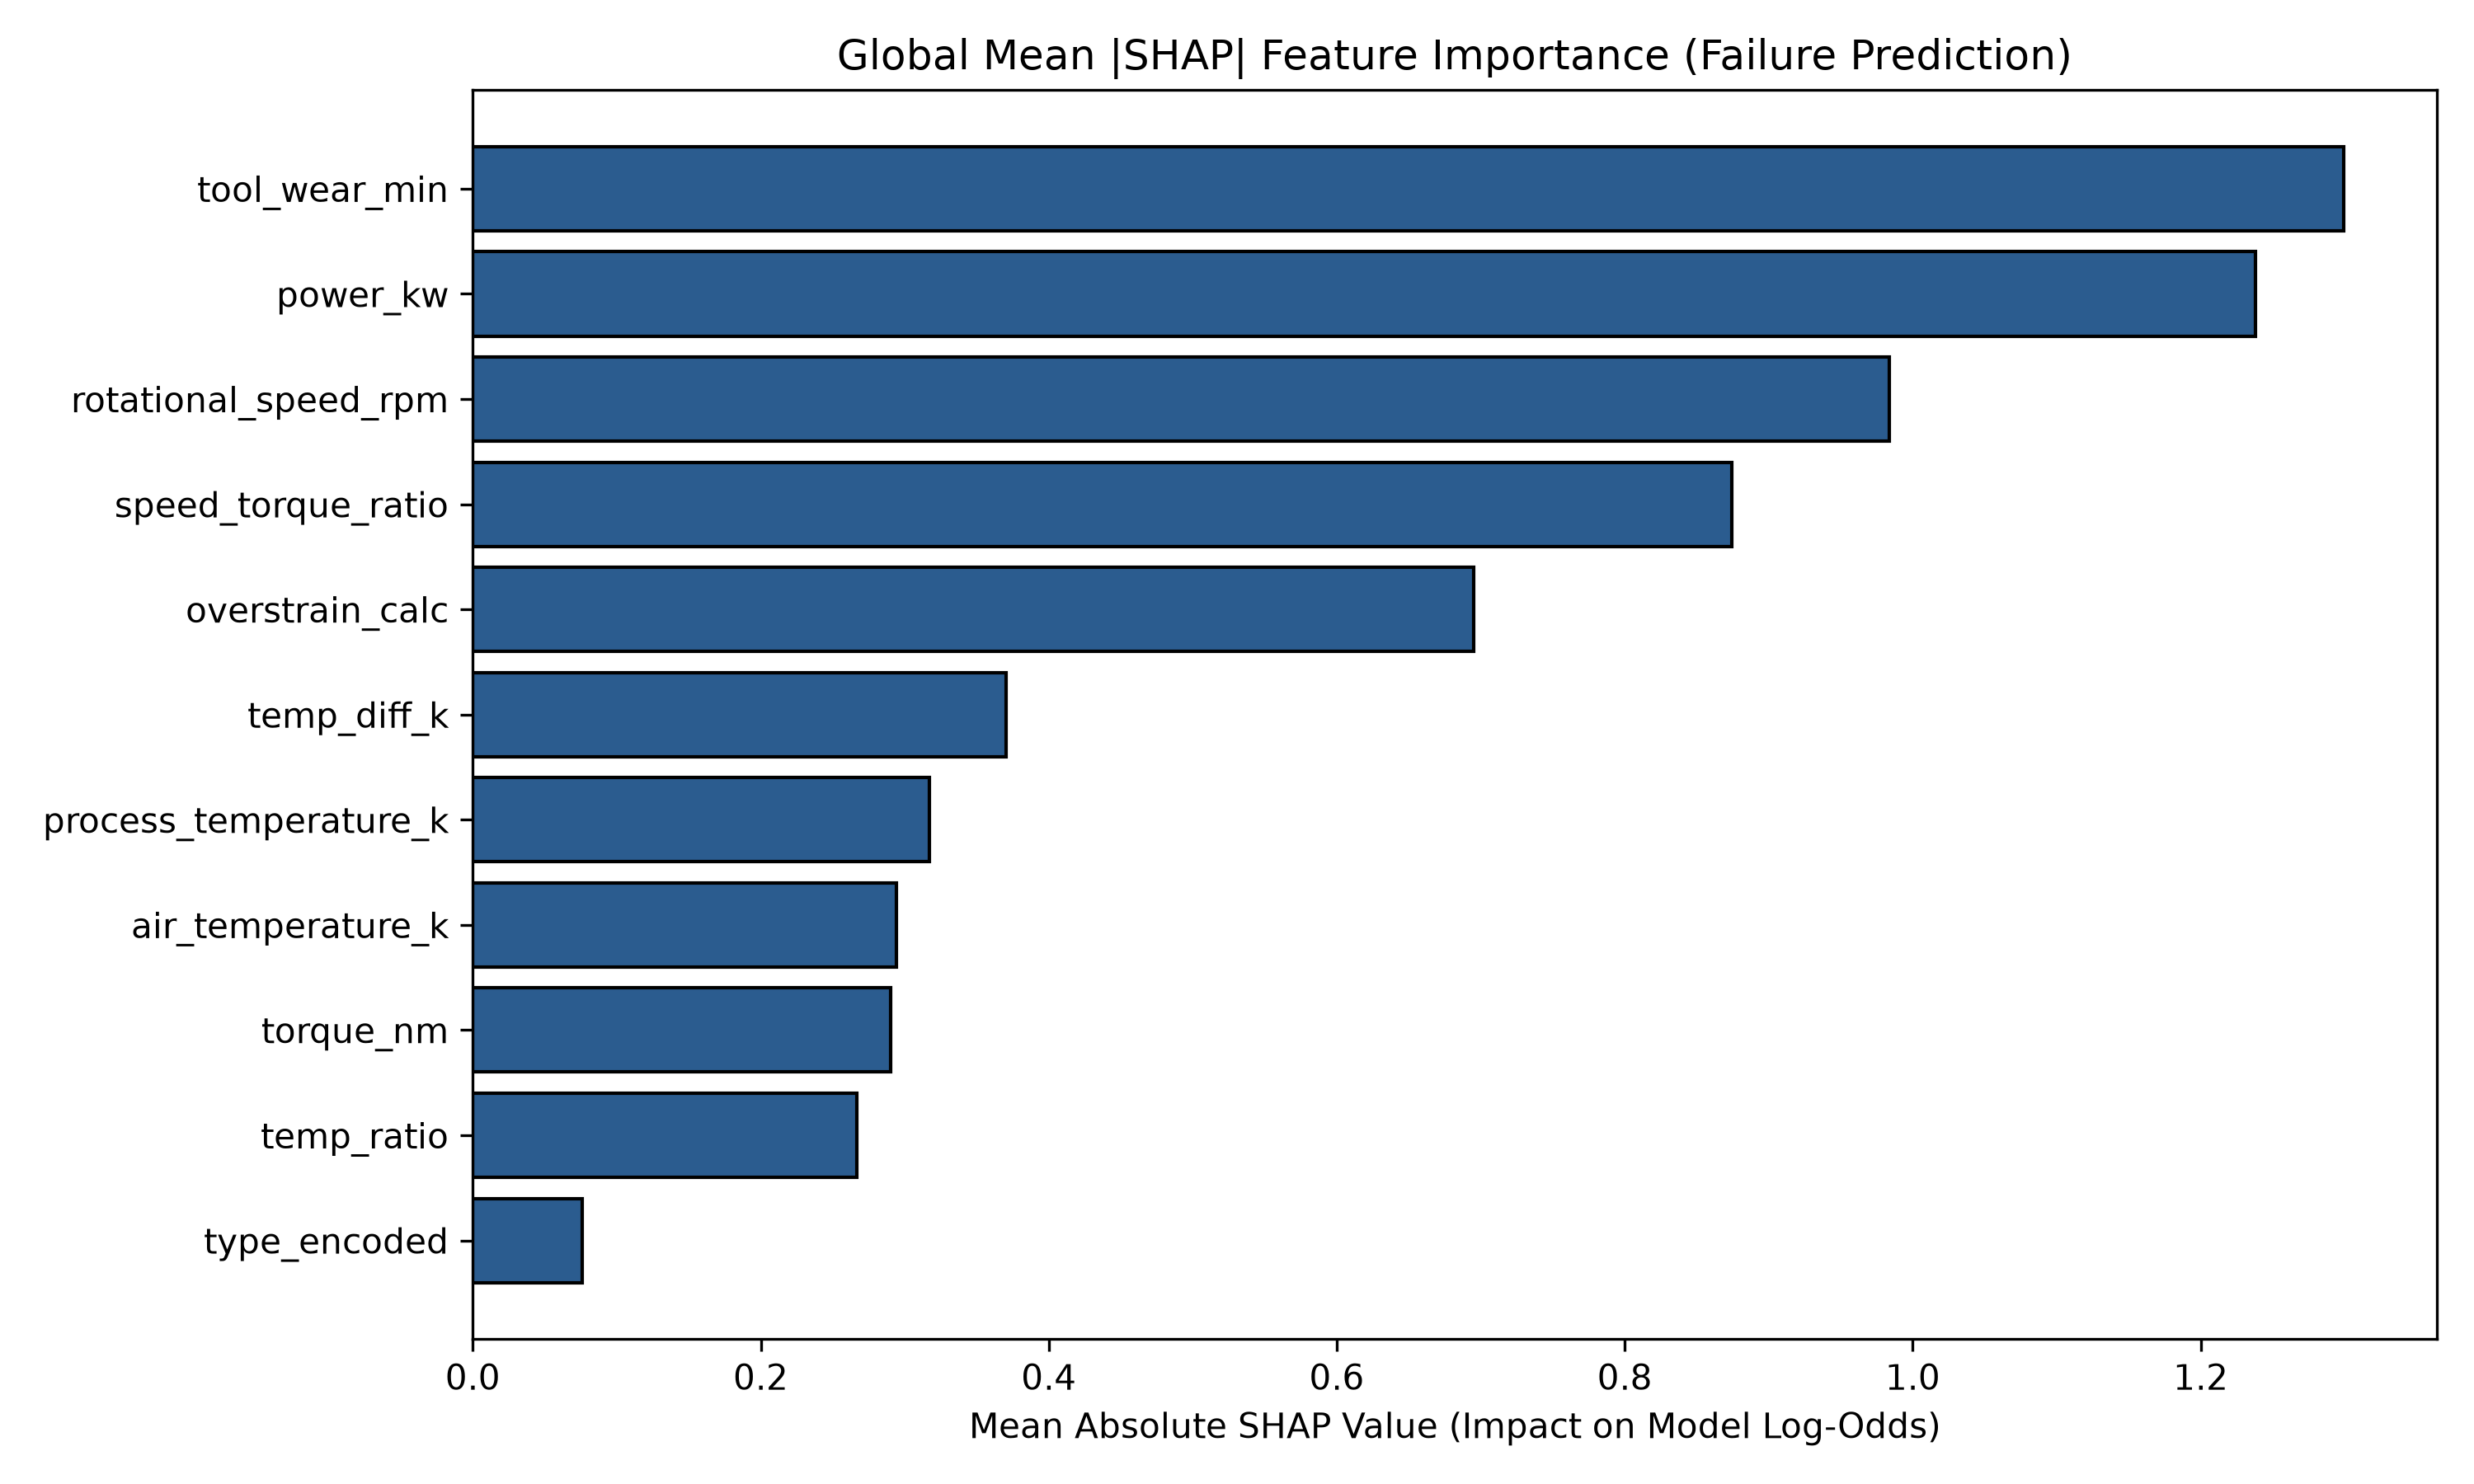 Global Mean |SHAP| Feature Importance (Failure Prediction)
tool_wear_min
power_kw
rotational_speed_rpm
speed_torque_ratio
overstrain_calc
temp_diff_k
process_temperature_k
air_temperature_k
torque_nm
temp_ratio
type_encoded
0.0 0.2 0.4 0.6 0.8 1.0 1.2
Mean Absolute SHAP Value (Impact on Model Log-Odds)